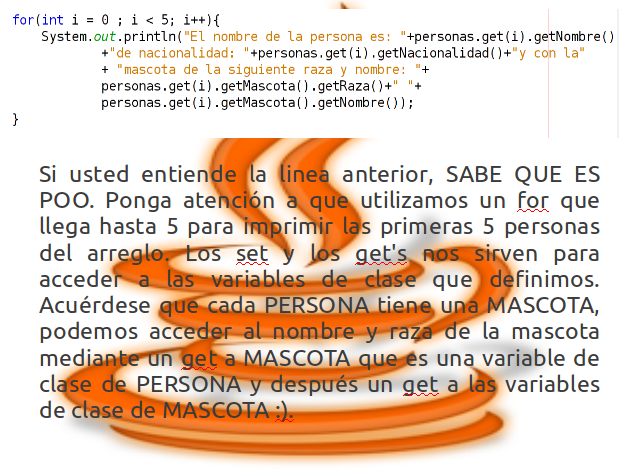 for(int i = 0 ; i < 5; i++){
System.out.println("El nombre de la persona es: "+personas.get(i).getNombre()
+"de nacionalidad: "+personas.get(i).getNacionalidad()+"y con la"
+ "mascota de la siguiente raza y nombre: "+
personas.get(i).getMascota().getRaza()+" "+
personas.get(i).getMascota().getNombre());
}
Si usted entiende la linea anterior, SABE QUE ES
POO. Ponga atención a que utilizamos un for que
llega hasta 5 para imprimir las primeras 5 personas
del arreglo. Los set y los get's nos sirven para
acceder a las variables de clase que definimos.
Acuérdese que cada PERSONA tiene una MASCOTA,
podemos acceder al nombre y raza de la mascota
mediante un get a MASCOTA que es una variable de
clase de PERSONA y después un get a las variables
de clase de MASCOTA :).